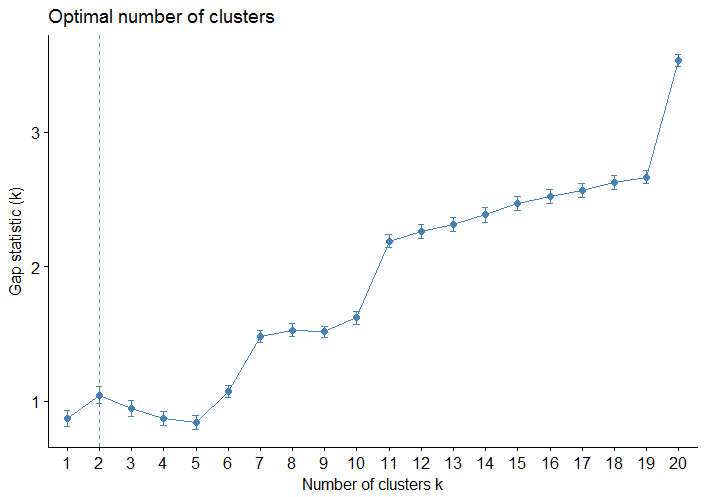 Optimal number of clusters
Gap statistic (k)
3
2
1
1 2 3 4 5 6 7 8 9 10 11 12 13 14 15 16 17 18 19 20
Number of clusters k